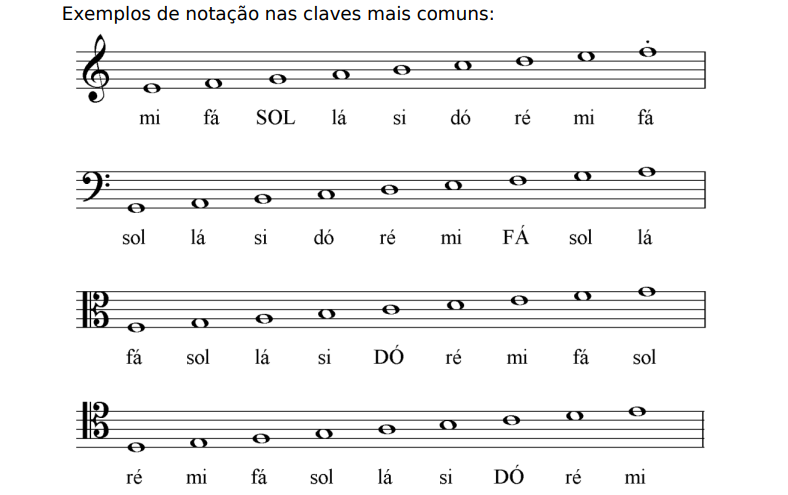 Exemplos de notação nas claves mais comuns:
mi fá SOL lá si dó ré mi fá
sol lá si dó ré mi FÁ sol lá
fá sol lá si DÓ ré mi fá sol
ré mi fá sol lá si DÓ ré mi